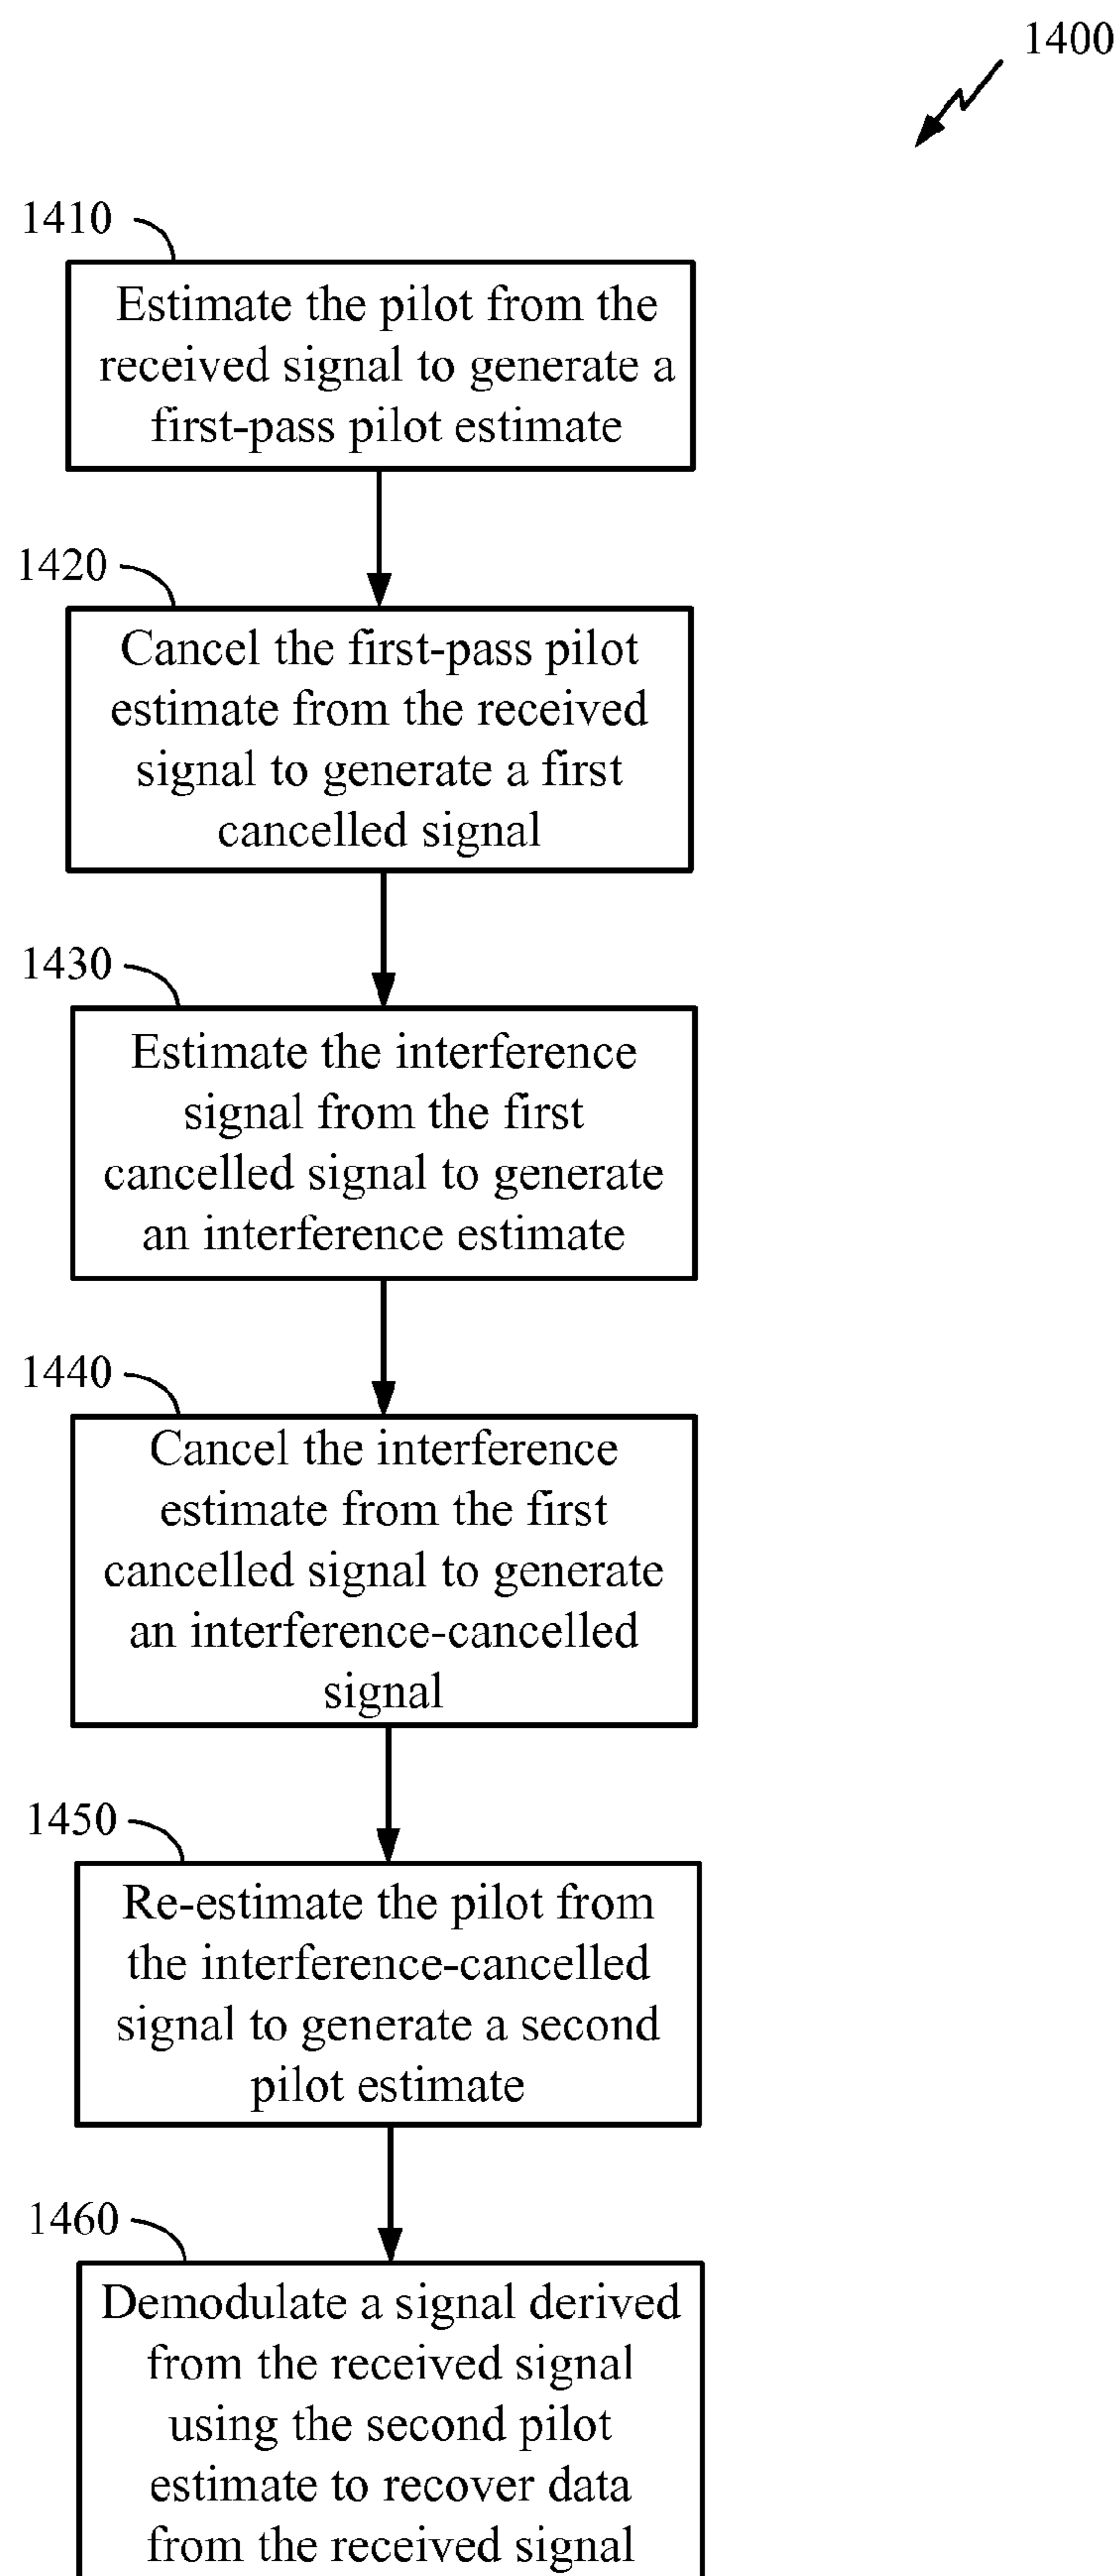 1400
1410
Estimate the pilot from the
received signal to generate a
first-pass pilot estimate
1420
Cancel the first-pass pilot
estimate from the received
signal to generate a first
cancelled signal
1430
Estimate the interference
signal from the first
cancelled signal to generate
an interference estimate
1440
Cancel the interference
estimate from the first
cancelled signal to generate
an interference-cancelled
signal
1450
Re-estimate the pilot from
the interference-cancelled
signal to generate a second
pilot estimate
1460
Demodulate a signal derived
from the received signal
using the second pilot
estimate to recover data
from the received signal